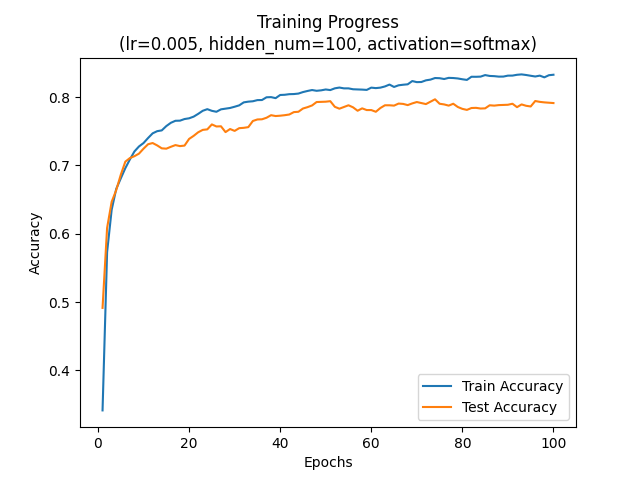 Training Progress
(lr=0.005, hidden_num=100, activation=softmax)
Accuracy
0.8
0.7
0.6
0.5
0.4
Train Accuracy
Test Accuracy
0
20
40
60
80
100
Epochs